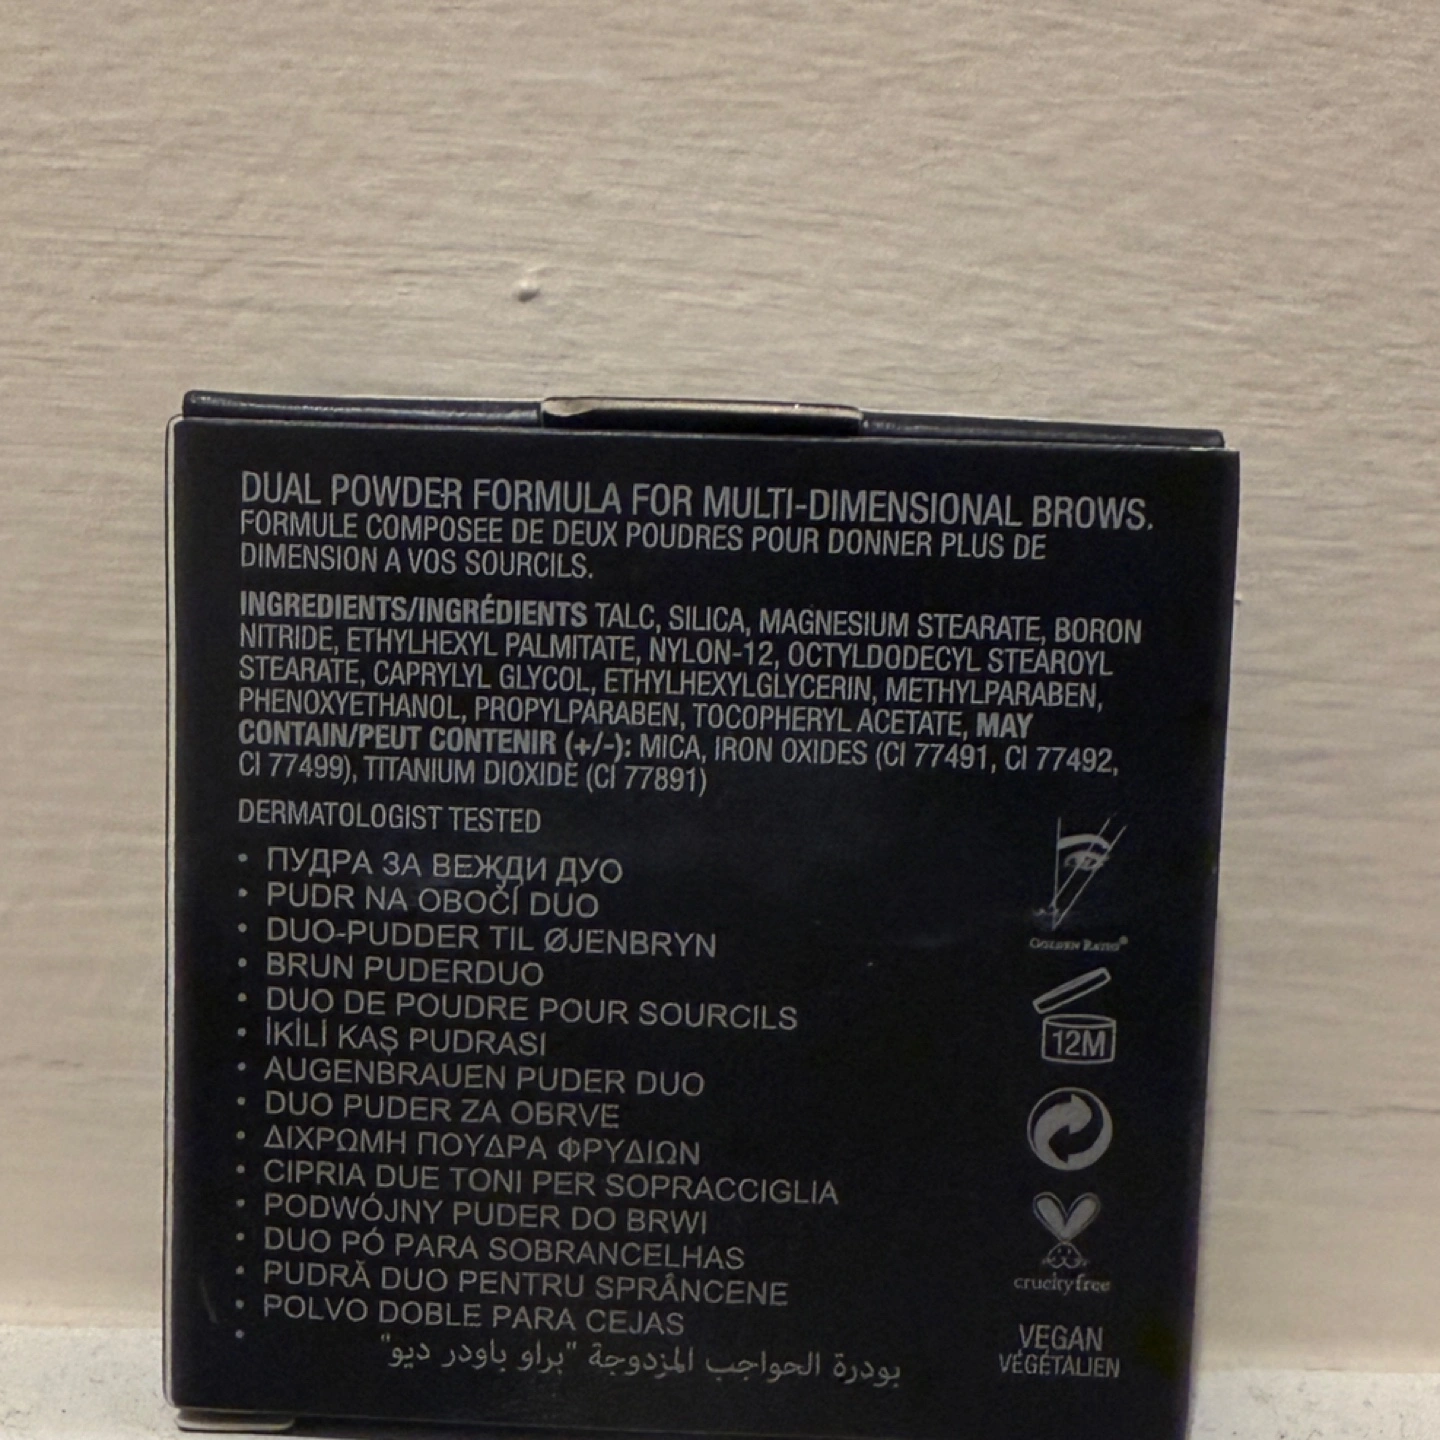 DUAL POWDER FORMULA FOR MULTI-DIMENSIONAL BROWS.
FORMULE COMPOSEE DE DEUX POUDRES POUR DONNER PLUS DE
DIMENSION A VOS SOURCILS.
INGREDIENTS/INGRÉDIENTS TALC, SILICA, MAGNESIUM STEARATE, BORON
NITRIDE, ETHYLHEXYL PALMITATE, NYLON-12, OCTYLDODECYL STEAROYL
STEARATE, CAPRYLYL GLYCOL, ETHYLHEXYLGLYCERIN, METHYLPARABEN,
PHENOXYETHANOL, PROPYLPARABEN, TOCOPHERYL ACETATE, MAY
CONTAIN/PEUT CONTENIR (+/-): MICA, IRON OXIDES (CI 77491, CI 77492,
CI 77499), TITANIUM DIOXIDE (CI 77891)
DERMATOLOGIST TESTED
• ПУДРА ЗА ВЕЖДИ ДУО
• PUDR NA OBOČÍ DUO
• DUO-PUDDER TIL ØJENBRYN
• BRUN PUDERDUO
• DUO DE POUDRE POUR SOURCILS
• İKİLİ KAŞ PUDRASI
• AUGENBRAUEN PUDER DUO
• DUO PUDER ZA OBRVE
• ΔΙΧΡΩΜΗ ΠΟΥΔΡΑ ΦΡΥΔΙΩΝ
• CIPRIA DUE TONI PER SOPRACCIGLIA
• PODWÓJNY PUDER DO BRWI
• DUO PÓ PARA SOBRANCELHAS
• PUDRĂ DUO PENTRU SPRÂNCENE
• POLVO DOBLE PARA CEJAS
• بودرة الحواجب المزدوجة "براو باودر ديو"
GOLDEN RATIO®
12M
crueltyfree
VEGAN
VÉGÉTALIEN